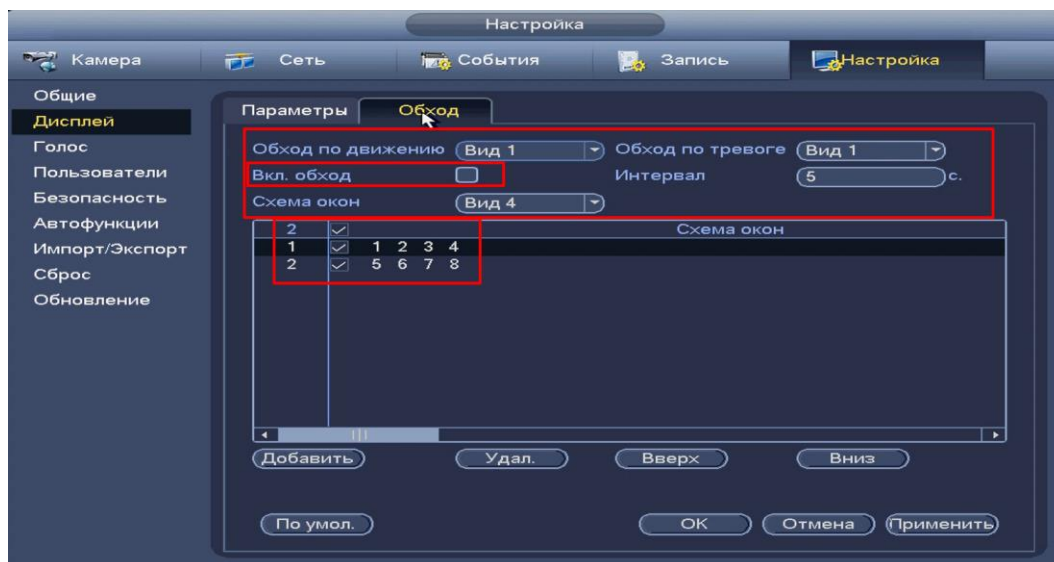 Настройка
Камера Сеть События Запись Настройка
Общие
Дисплей
Голос
Пользователи
Безопасность
Автофункции
Импорт/Экспорт
Сброс
Обновление
Параметры Обход
Обход по движению Вид 1 Обход по тревоге Вид 1
Вкл. обход Интервал 5 с.
Схема окон Вид 4
2 Схема окон
1 1 2 3 4
2 5 6 7 8
Добавить Удал. Вверх Вниз
По умол. OK Отмена Применить